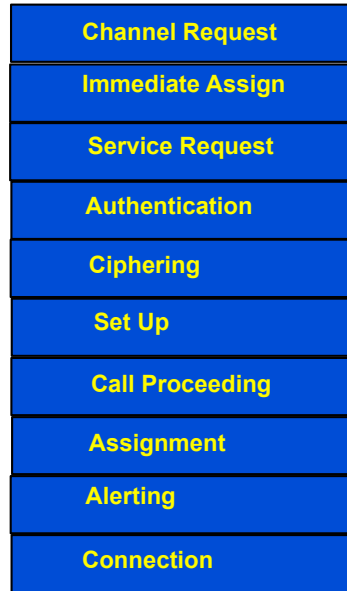 Channel Request
Immediate Assign
Service Request
Authentication
Ciphering
Set Up
Call Proceeding
Assignment
Alerting
Connection